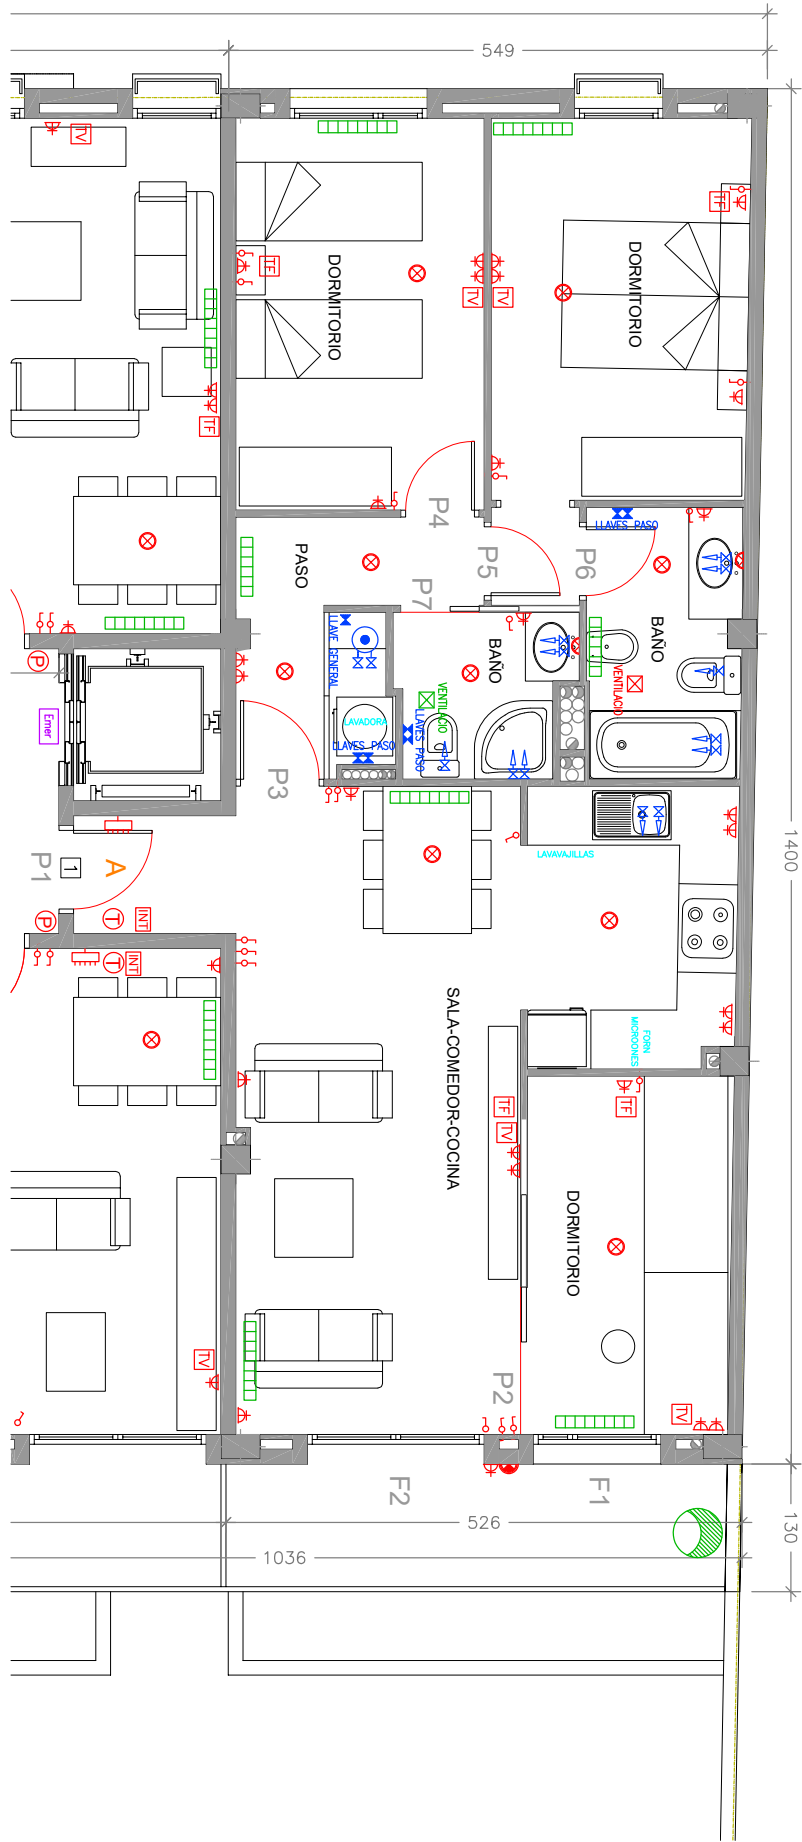 549
TV
TF
TF
DORMITORIO
TV
TV
DORMITORIO
TF
P4
P5
P6
P7
PASO
LLAVES PASO
BAÑO
BAÑO
LLAVE GENERAL
VENTILACIO
VENTILACIO
LAVADORA
LLAVES PASO
LLAVES PASO
P
Emer
P3
1400
P1
1
A
LAVAVAJILLAS
P
T
INT
T
INT
SALA-COMEDOR-COCINA
FORN
MICROONES
TF
TV
TF
DORMITORIO
TV
P2
TV
F2
F1
526
130
1036